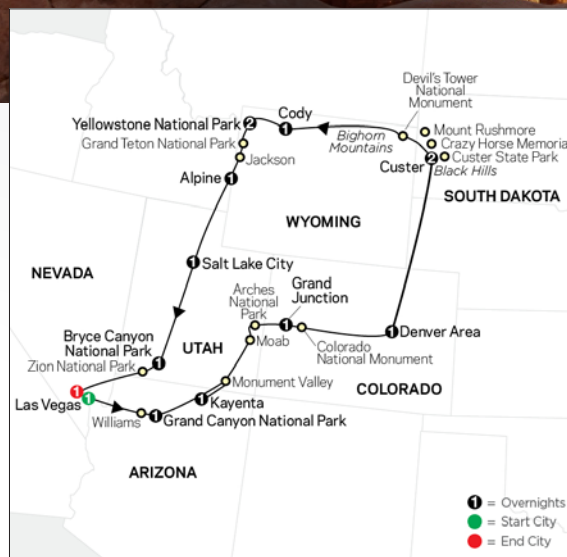 Devil's Tower
National
Monument
Cody
1
Yellowstone National Park
2
Bighorn
Mountains
Mount Rushmore
Crazy Horse Memorial
Grand Teton National Park
Jackson
Custer
2
Custer State Park
Black Hills
Alpine
1
SOUTH DAKOTA
WYOMING
NEVADA
1
Salt Lake City
Arches
National
Park
Grand
Junction
1
Bryce Canyon
National Park
1
UTAH
Moab
Colorado
National Monument
1
Denver Area
Zion National Park
COLORADO
Monument Valley
1
1
Las Vegas
1
Kayenta
Williams
1
Grand Canyon National Park
ARIZONA
1 = Overnights
= Start City
= End City